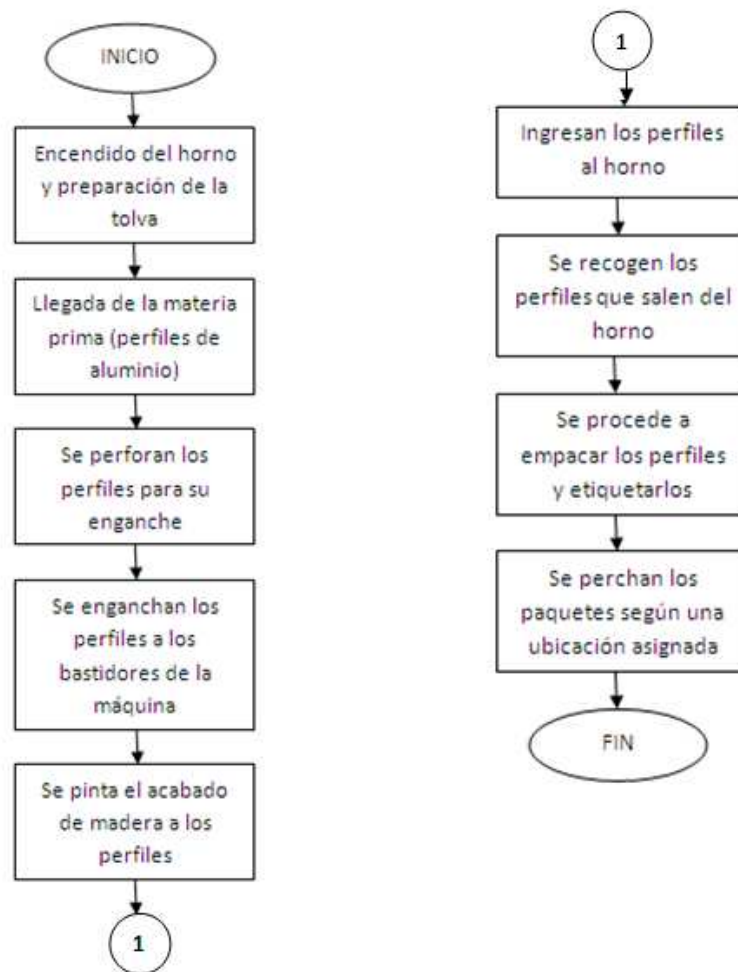 INICIO
Encendido del horno
y preparación de la
tolva
Llegada de la materia
prima (perfiles de
aluminio)
Se perforan los
perfiles para su
enganche
Se enganchan los
perfiles a los
bastidores de la
máquina
Se pinta el acabado
de madera a los
perfiles
1
1
Ingresan los perfiles
al horno
Se recogen los
perfiles que salen del
horno
Se procede a
empacar los perfiles
y etiquetarlos
Se perchan los
paquetes según una
ubicación asignada
FIN